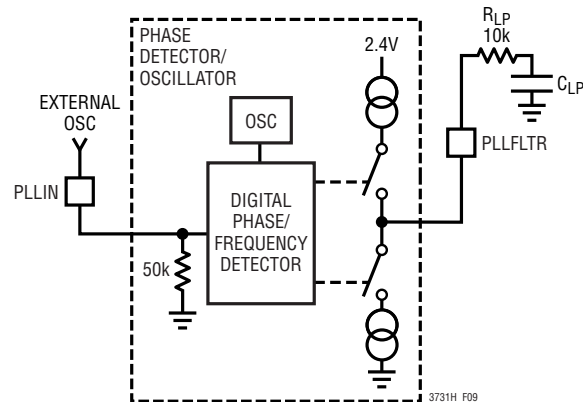 PHASE
DETECTOR/
OSCILLATOR
2.4V
R_LP
10k
C_LP
EXTERNAL
OSC
OSC
PLLFLTR
PLLIN
DIGITAL
PHASE/
FREQUENCY
DETECTOR
50k
3731H F09